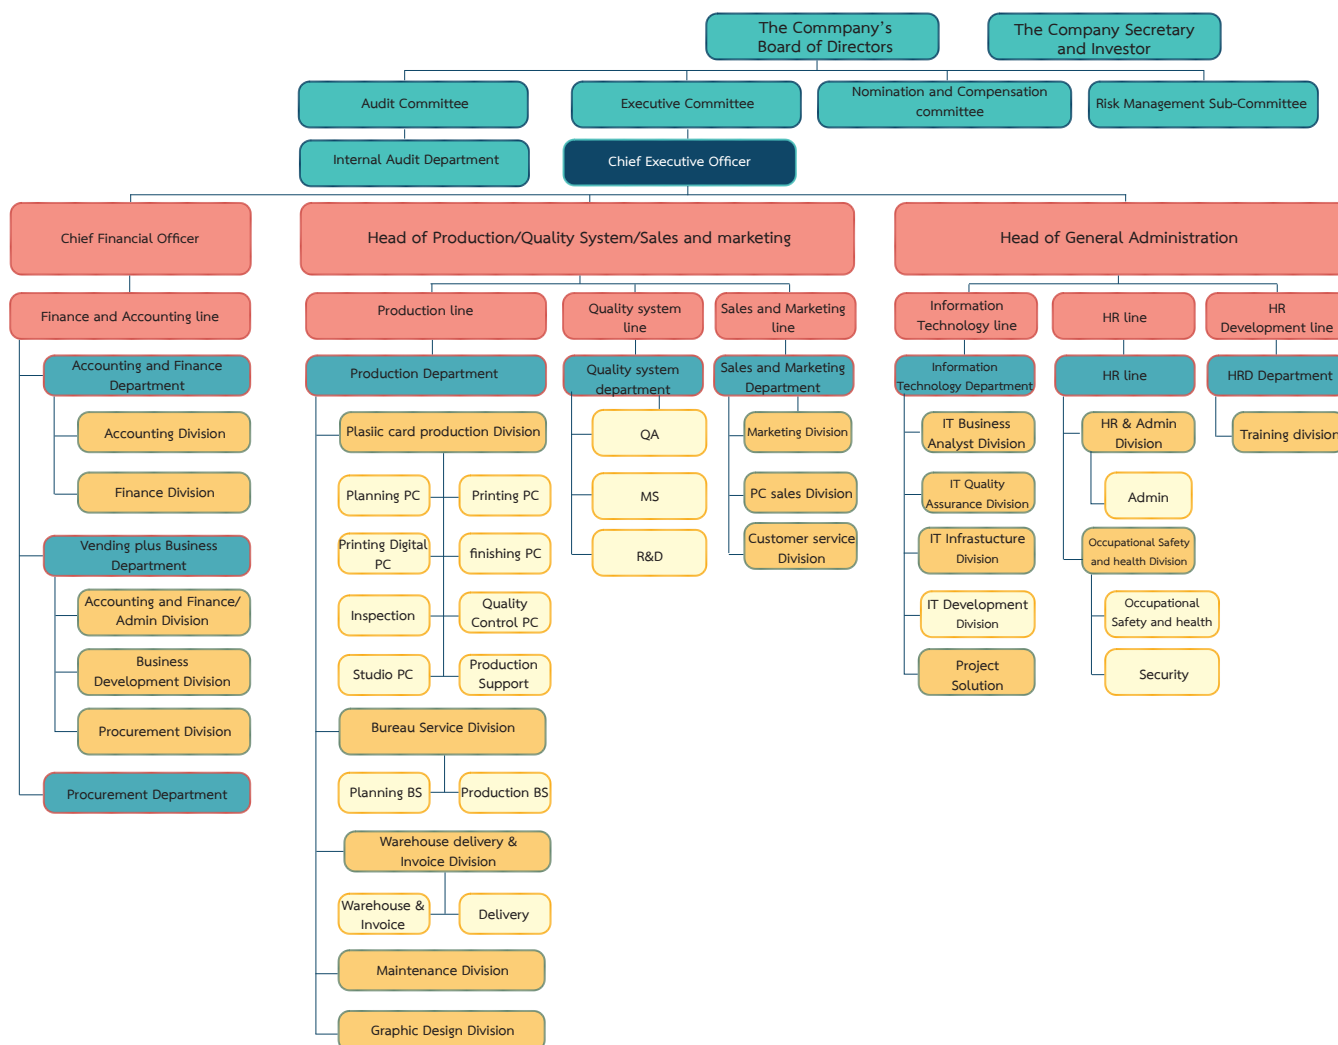 The Commpany's
Board of Directors
The Company Secretary
and Investor
Audit Committee
Executive Committee
Nomination and Compensation
committee
Risk Management Sub-Committee
Internal Audit Department
Chief Executive Officer
Chief Financial Officer
Head of Production/Quality System/Sales and marketing
Head of General Administration
Finance and Accounting line
Production line
Quality system
line
Sales and Marketing
line
Information
Technology line
HR line
HR
Development line
Accounting and Finance
Department
Production Department
Quality system
department
Sales and Marketing
Department
Information
Technology Department
HR line
HRD Department
Accounting Division
Finance Division
Vending plus Business
Department
Accounting and Finance/
Admin Division
Business
Development Division
Procurement Division
Procurement Department
Plasiic card production Division
Planning PC
Printing PC
Printing Digital
PC
finishing PC
Inspection
Quality
Control PC
Studio PC
Production
Support
Bureau Service Division
Planning BS
Production BS
Warehouse delivery &
Invoice Division
Warehouse &
Invoice
Delivery
Maintenance Division
Graphic Design Division
QA
MS
R&D
Marketing Division
PC sales Division
Customer service
Division
IT Business
Analyst Division
IT Quality
Assurance Division
IT Infrastucture
Division
IT Development
Division
Project
Solution
HR & Admin
Division
Admin
Occupational Safety
and health Division
Occupational
Safety and health
Security
Training division